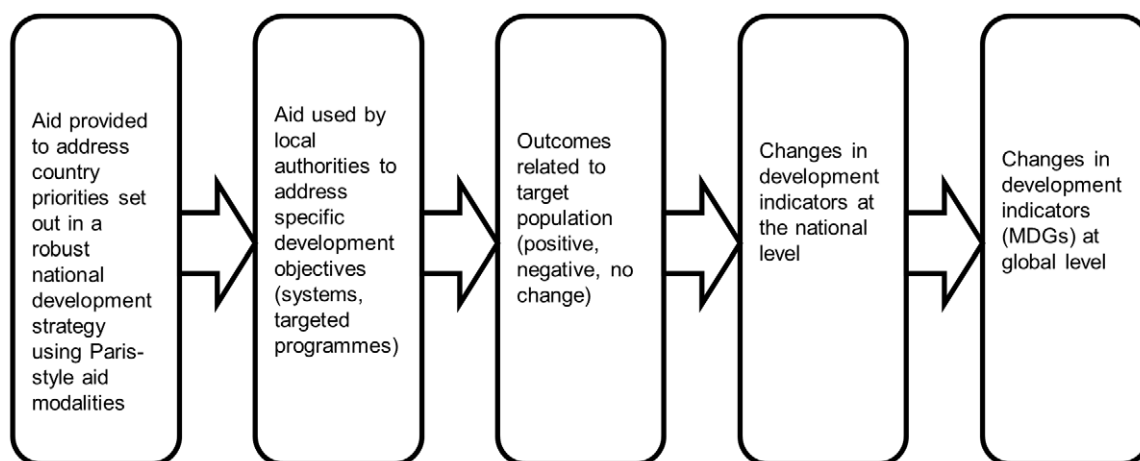 Aid provided
to address
country
priorities set
out in a
robust
national
development
strategy
using Paris-
style aid
modalities
Aid used by
local
authorities to
address
specific
development
objectives
(systems,
targeted
programmes)
Outcomes
related to
target
population
(positive,
negative, no
change)
Changes in
development
indicators at
the national
level
Changes in
development
indicators
(MDGs) at
global level